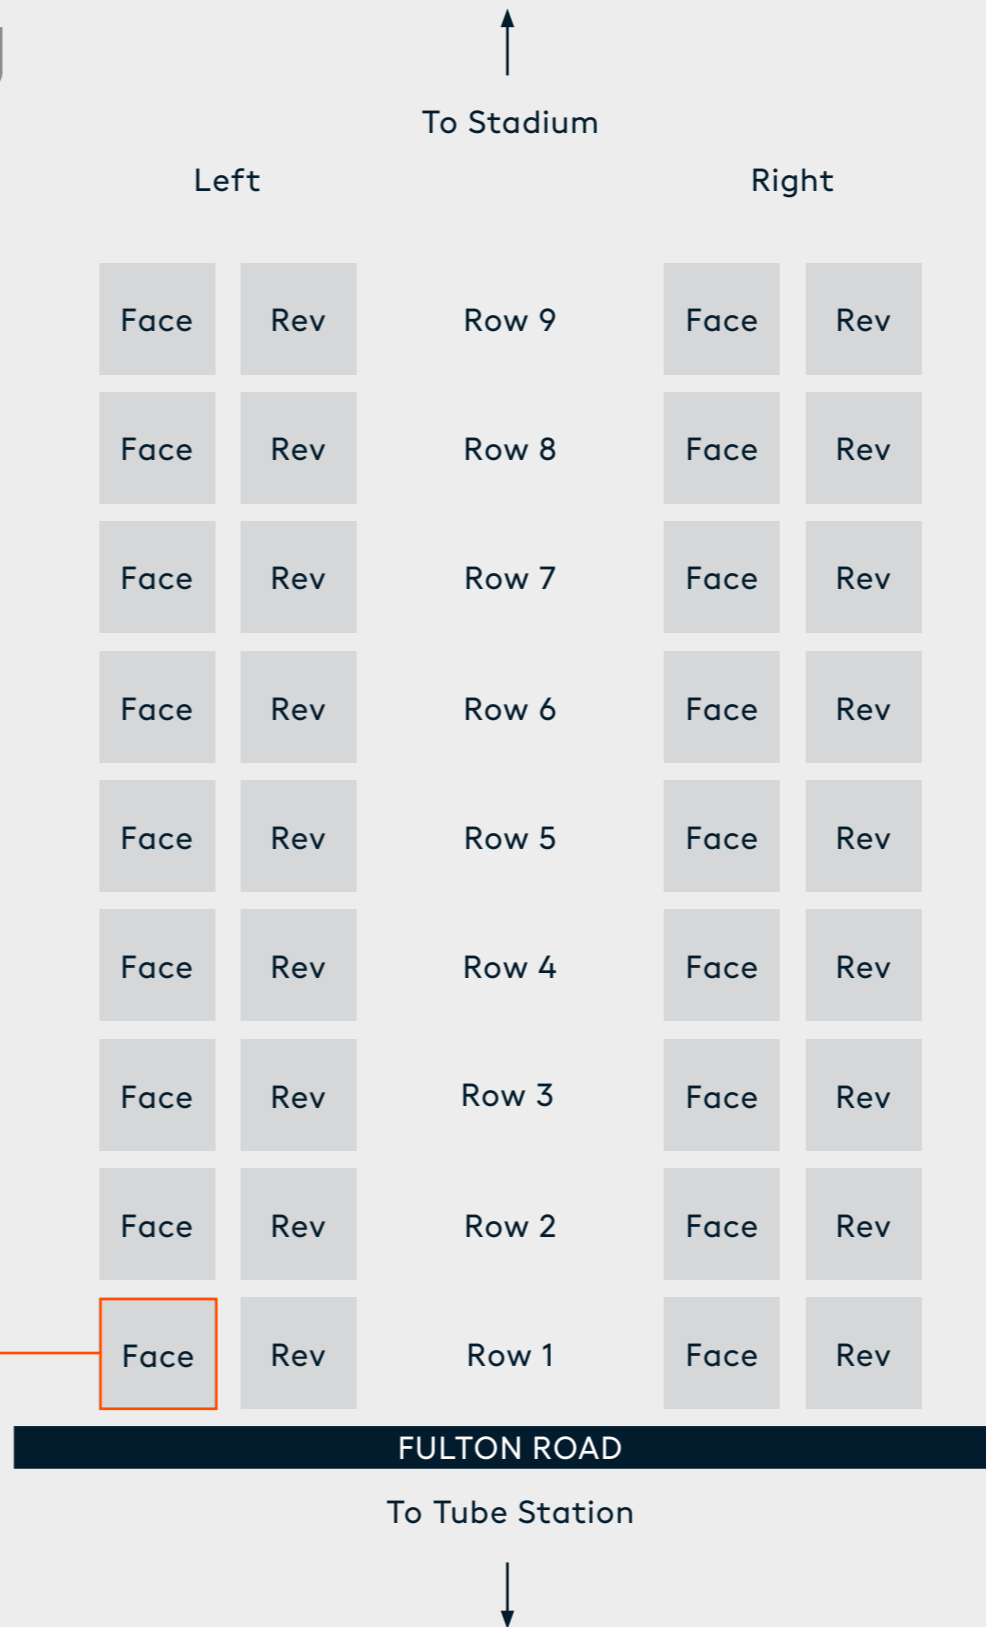 To Stadium
Left Right
Face Rev Row 9 Face Rev
Face Rev Row 8 Face Rev
Face Rev Row 7 Face Rev
Face Rev Row 6 Face Rev
Face Rev Row 5 Face Rev
Face Rev Row 4 Face Rev
Face Rev Row 3 Face Rev
Face Rev Row 2 Face Rev
Face Rev Row 1 Face Rev
FULTON ROAD
To Tube Station